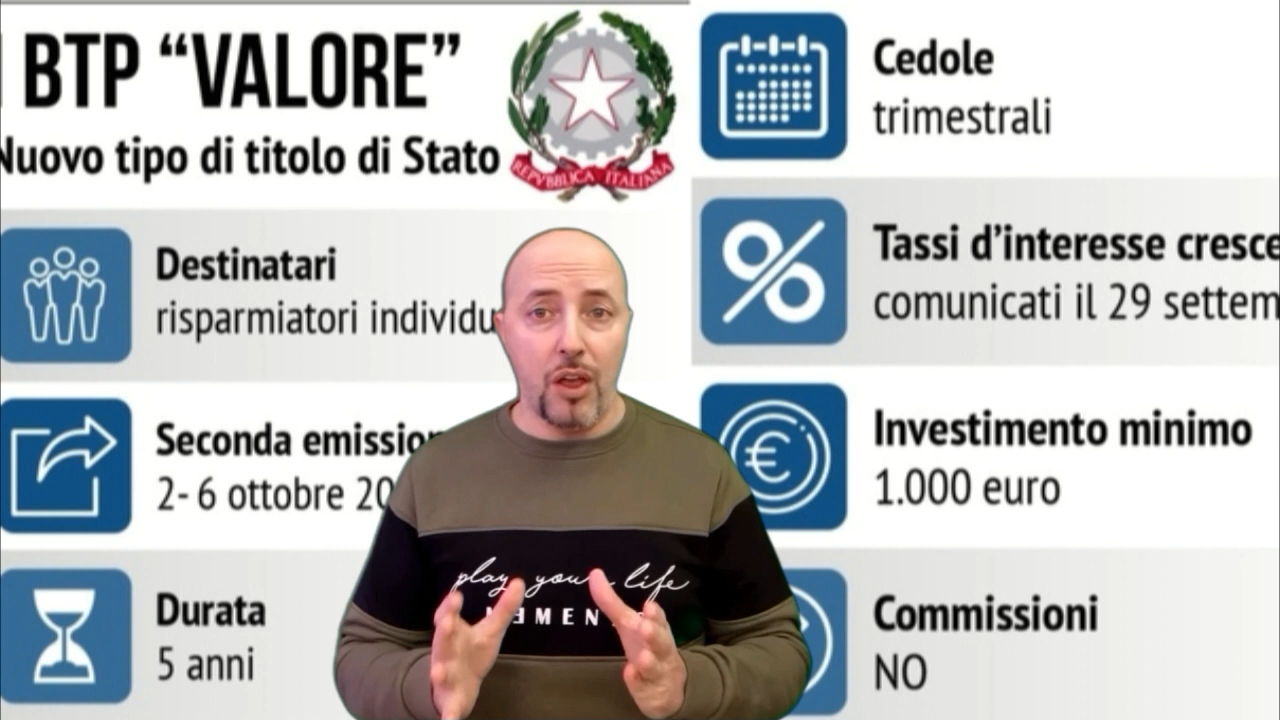 BTP “VALORE”
Nuovo tipo di titolo di Stato
REPVBBLICA ITALIANA
Destinatari
risparmiatori individu
Seconda emission
2- 6 ottobre 20
Durata
5 anni
Cedole
trimestrali
Tassi d’interesse cresce
comunicati il 29 settem
Investimento minimo
1.000 euro
Commissioni
NO
play your life